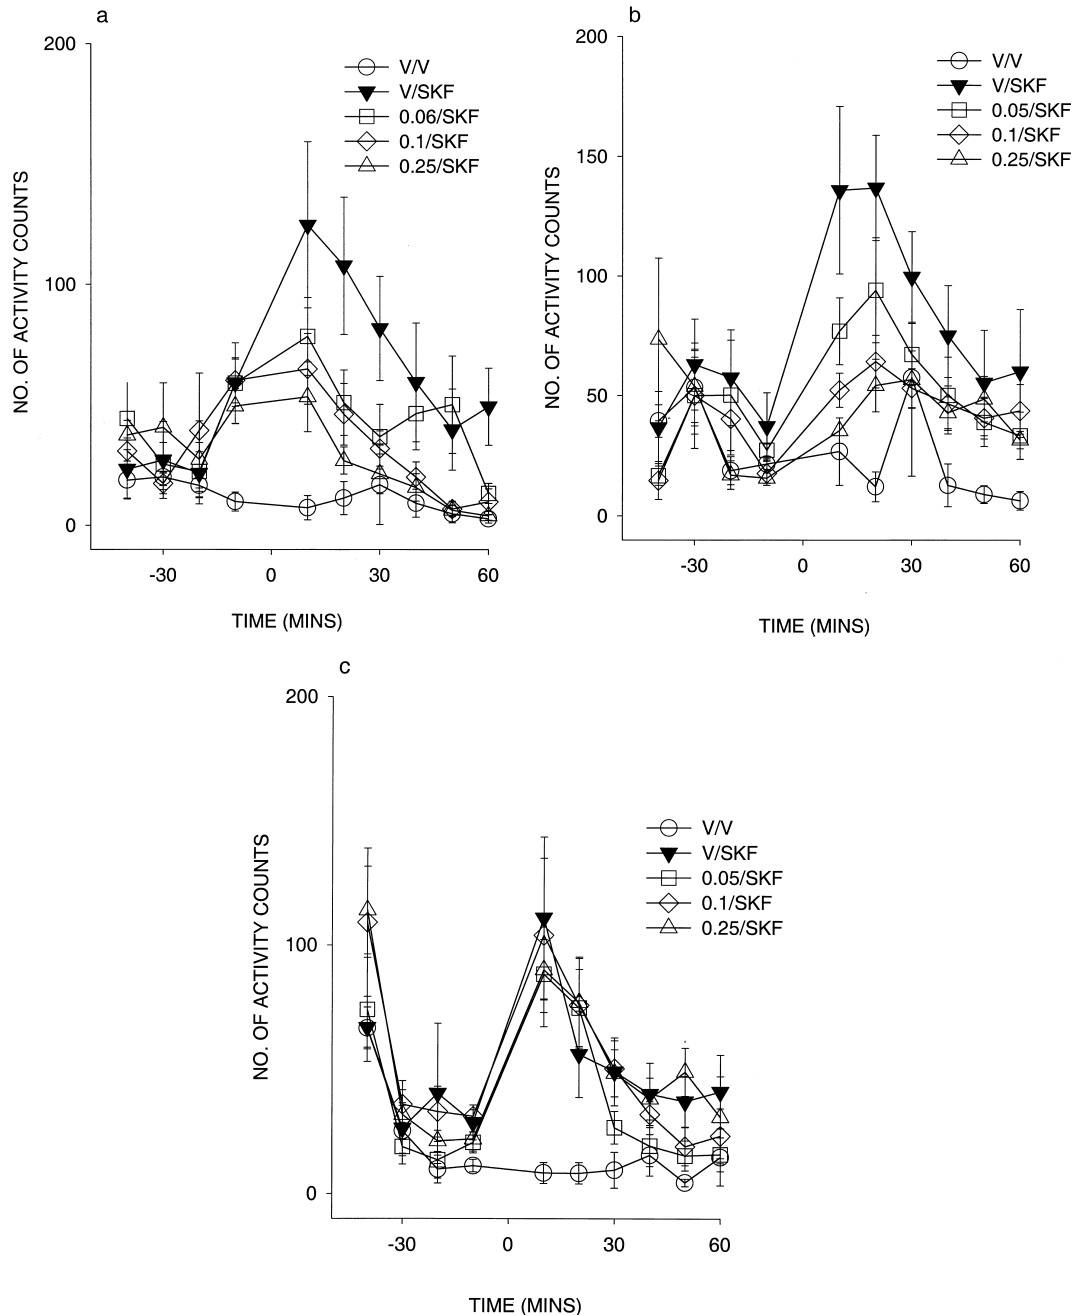 a
200
100
0
NO. OF ACTIVITY COUNTS
V/V
V/SKF
0.06/SKF
0.1/SKF
0.25/SKF
-30 0 30 60
TIME (MINS)
b
200
150
100
50
0
NO. OF ACTIVITY COUNTS
V/V
V/SKF
0.05/SKF
0.1/SKF
0.25/SKF
-30 0 30 60
TIME (MINS)
c
200
100
0
NO. OF ACTIVITY COUNTS
V/V
V/SKF
0.05/SKF
0.1/SKF
0.25/SKF
-30 0 30 60
TIME (MINS)